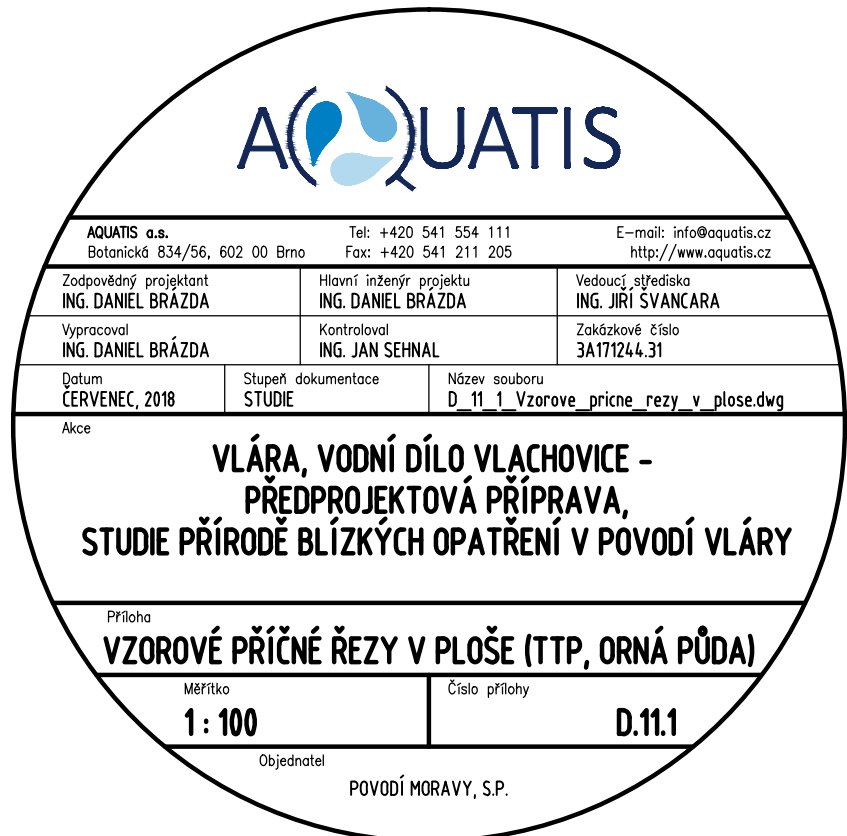 AQUATIS
AQUATIS a.s. Tel: +420 541 554 111 E-mail: info@aquatis.cz
Botanická 834/56, 602 00 Brno Fax: +420 541 211 205 http://www.aquatis.cz
Zodpovědný projektant Hlavní inženýr projektu Vedoucí střediska
ING. DANIEL BRÁZDA ING. DANIEL BRÁZDA ING. JIŘÍ ŠVANCARA
Vypracoval Kontroloval Zakázkové číslo
ING. DANIEL BRÁZDA ING. JAN SEHNAL 3A171244.31
Datum Stupeň dokumentace Název souboru
ČERVENEC, 2018 STUDIE D_11_1_Vzorove_pricne_rezy_v_plose.dwg
Akce
VLÁRA, VODNÍ DÍLO VLACHOVICE –
PŘEDPROJEKTOVÁ PŘÍPRAVA,
STUDIE PŘÍRODĚ BLÍZKÝCH OPATŘENÍ V POVODÍ VLÁRY
Příloha
VZOROVÉ PŘÍČNÉ ŘEZY V PLOŠE (TTP, ORNÁ PŮDA)
Měřítko Číslo přílohy
1 : 100 D.11.1
Objednatel
POVODÍ MORAVY, S.P.